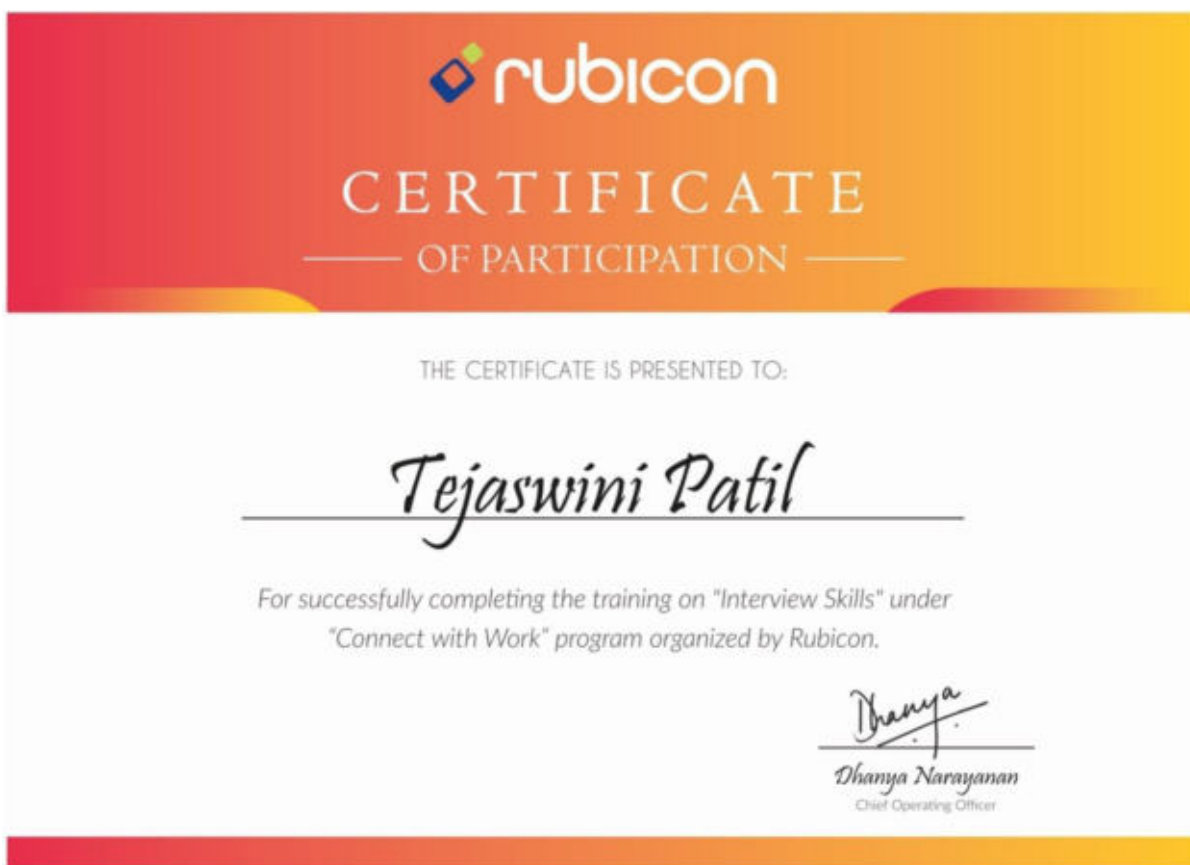 rubicon
CERTIFICATE
OF PARTICIPATION
THE CERTIFICATE IS PRESENTED TO:
Tejaswini Patil
For successfully completing the training on "Interview Skills" under
"Connect with Work" program organized by Rubicon.
Dhanya
Dhanya Narayanan
Chief Operating Officer